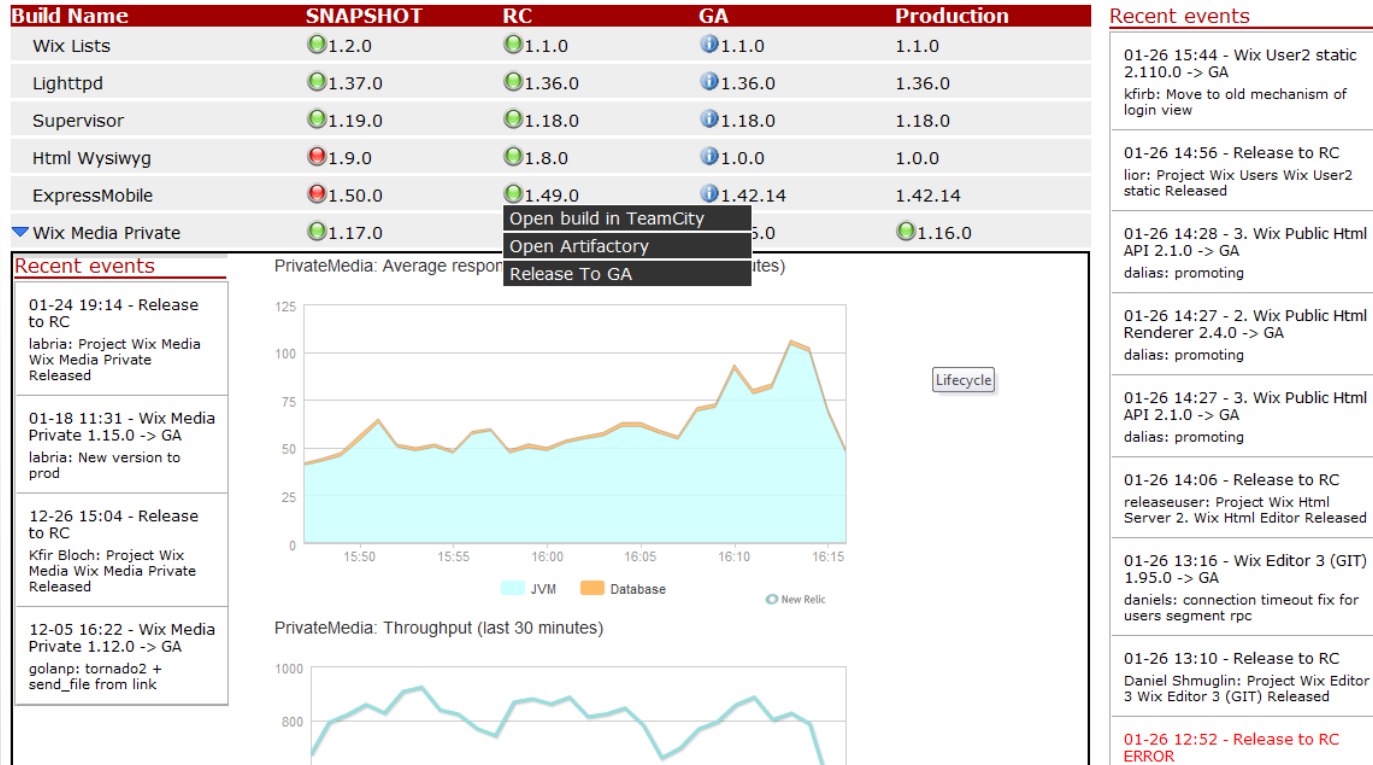 Build Name SNAPSHOT RC GA Production
Wix Lists 1.2.0 1.1.0 1.1.0 1.1.0
Lighttpd 1.37.0 1.36.0 1.36.0 1.36.0
Supervisor 1.19.0 1.18.0 1.18.0 1.18.0
Html Wysiwyg 1.9.0 1.8.0 1.0.0 1.0.0
ExpressMobile 1.50.0 1.49.0 1.42.14 1.42.14
Wix Media Private 1.17.0 5.0 1.16.0
Open build in TeamCity
Open Artifactory
Release To GA
Recent events
01-24 19:14 - Release
to RC
labria: Project Wix Media
Wix Media Private
Released
01-18 11:31 - Wix Media
Private 1.15.0 -> GA
labria: New version to
prod
12-26 15:04 - Release
to RC
Kfir Bloch: Project Wix
Media Wix Media Private
Released
12-05 16:22 - Wix Media
Private 1.12.0 -> GA
golanp: tornado2 +
send_file from link
PrivateMedia: Average respon tes)
125
100
75
50
25
0
15:50 15:55 16:00 16:05 16:10 16:15
JVM Database
New Relic
Lifecycle
PrivateMedia: Throughput (last 30 minutes)
1000
800
Recent events
01-26 15:44 - Wix User2 static
2.110.0 -> GA
kfirb: Move to old mechanism of
login view
01-26 14:56 - Release to RC
lior: Project Wix Users Wix User2
static Released
01-26 14:28 - 3. Wix Public Html
API 2.1.0 -> GA
dalias: promoting
01-26 14:27 - 2. Wix Public Html
Renderer 2.4.0 -> GA
dalias: promoting
01-26 14:27 - 3. Wix Public Html
API 2.1.0 -> GA
dalias: promoting
01-26 14:06 - Release to RC
releaseuser: Project Wix Html
Server 2. Wix Html Editor Released
01-26 13:16 - Wix Editor 3 (GIT)
1.95.0 -> GA
daniels: connection timeout fix for
users segment rpc
01-26 13:10 - Release to RC
Daniel Shmuglin: Project Wix Editor
3 Wix Editor 3 (GIT) Released
01-26 12:52 - Release to RC
ERROR